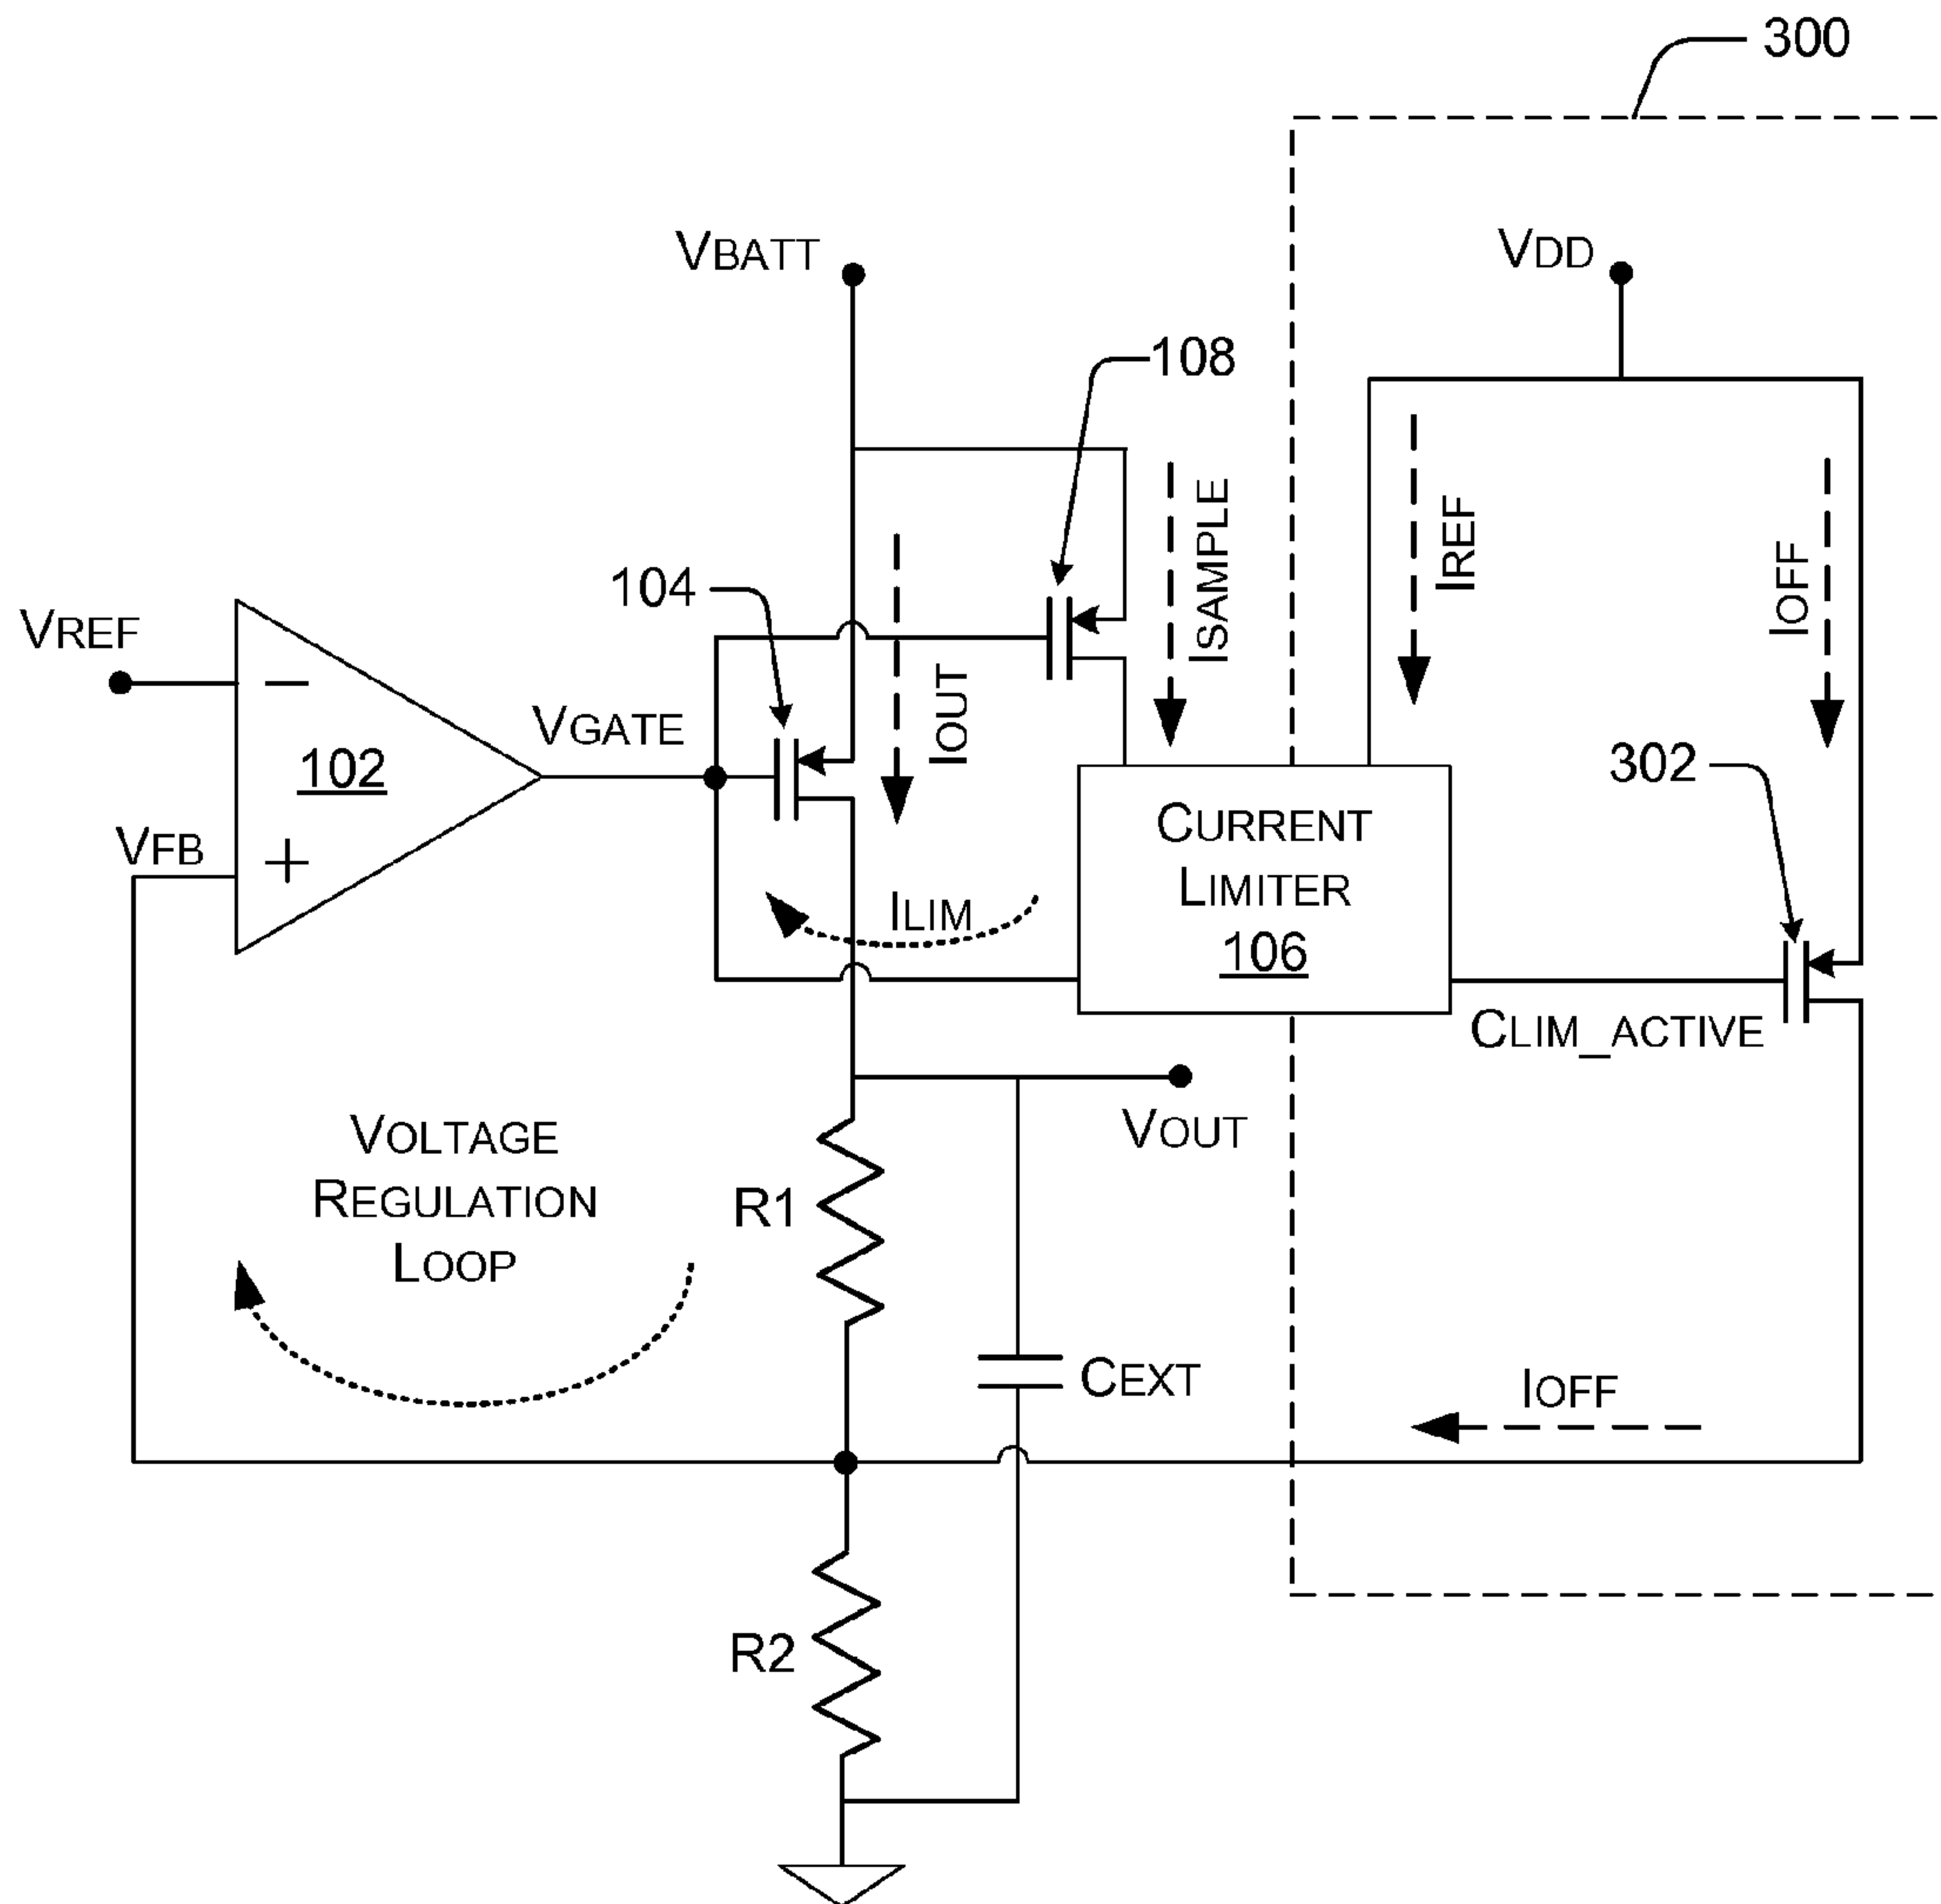 300
VBATT
VDD
108
ISAMPLE
IREF
IOFF
104
VREF
IOUT
VGATE
−
102
302
VFB
+
CURRENT
LIMITER
106
ILIM
CLIM_ACTIVE
VOUT
VOLTAGE
REGULATION
LOOP
R1
CEXT
IOFF
R2